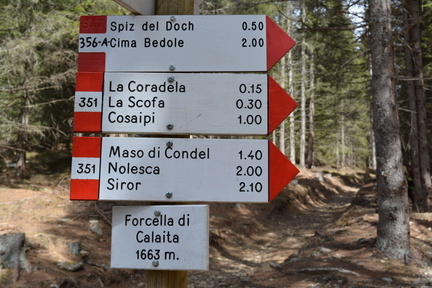 Spiz del Doch 0.50
356-A Cima Bedole 2.00
La Coradela 0.15
351 La Scofa 0.30
Cosaipi 1.00
Maso di Condel 1.40
351 Nolesca 2.00
Siror 2.10
Forcella di
Calaita
1663 m.